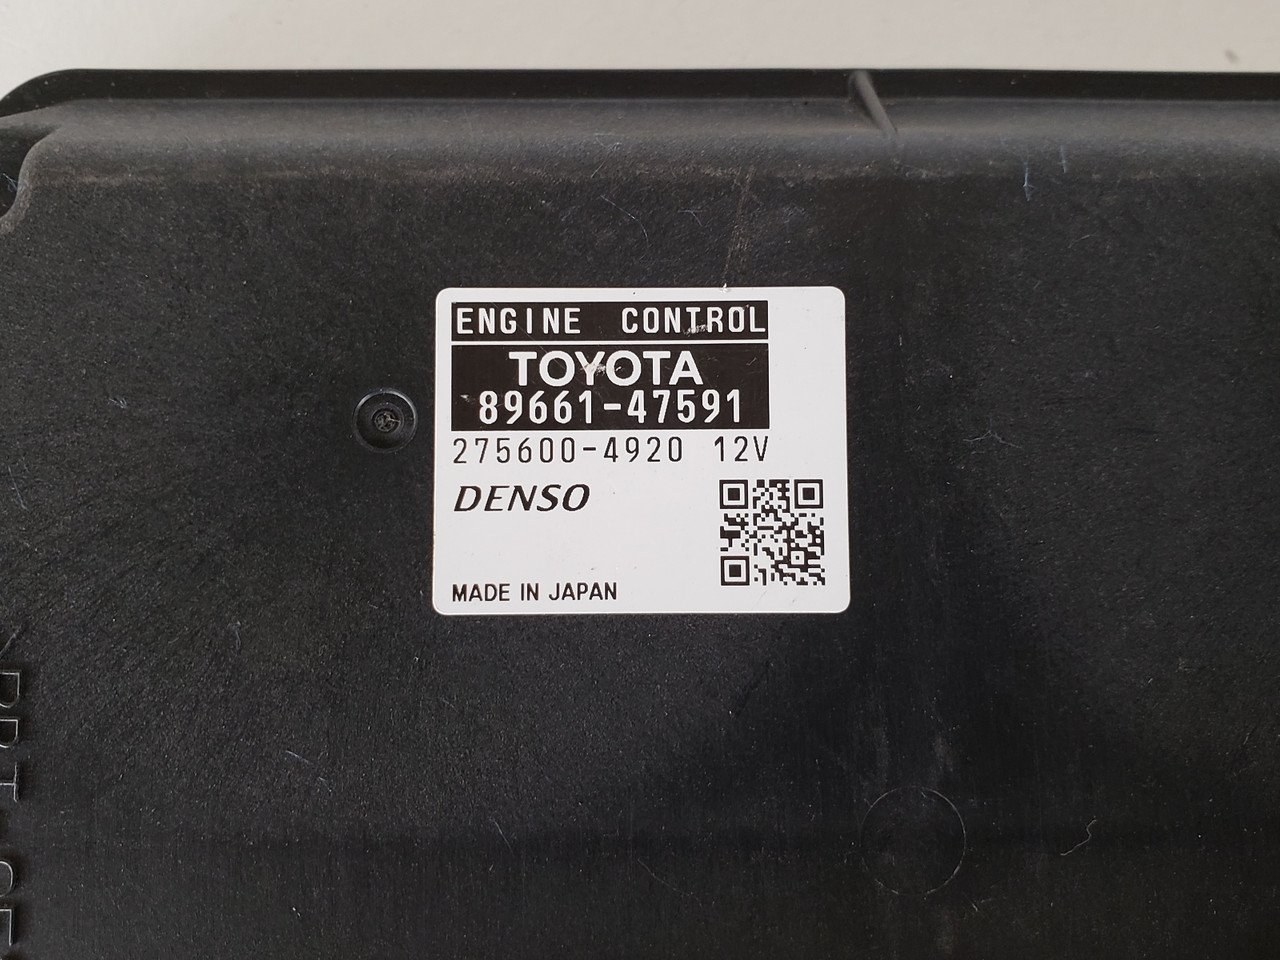 ENGINE CONTROL
TOYOTA
89661-47591
275600-4920 12V
DENSO
MADE IN JAPAN